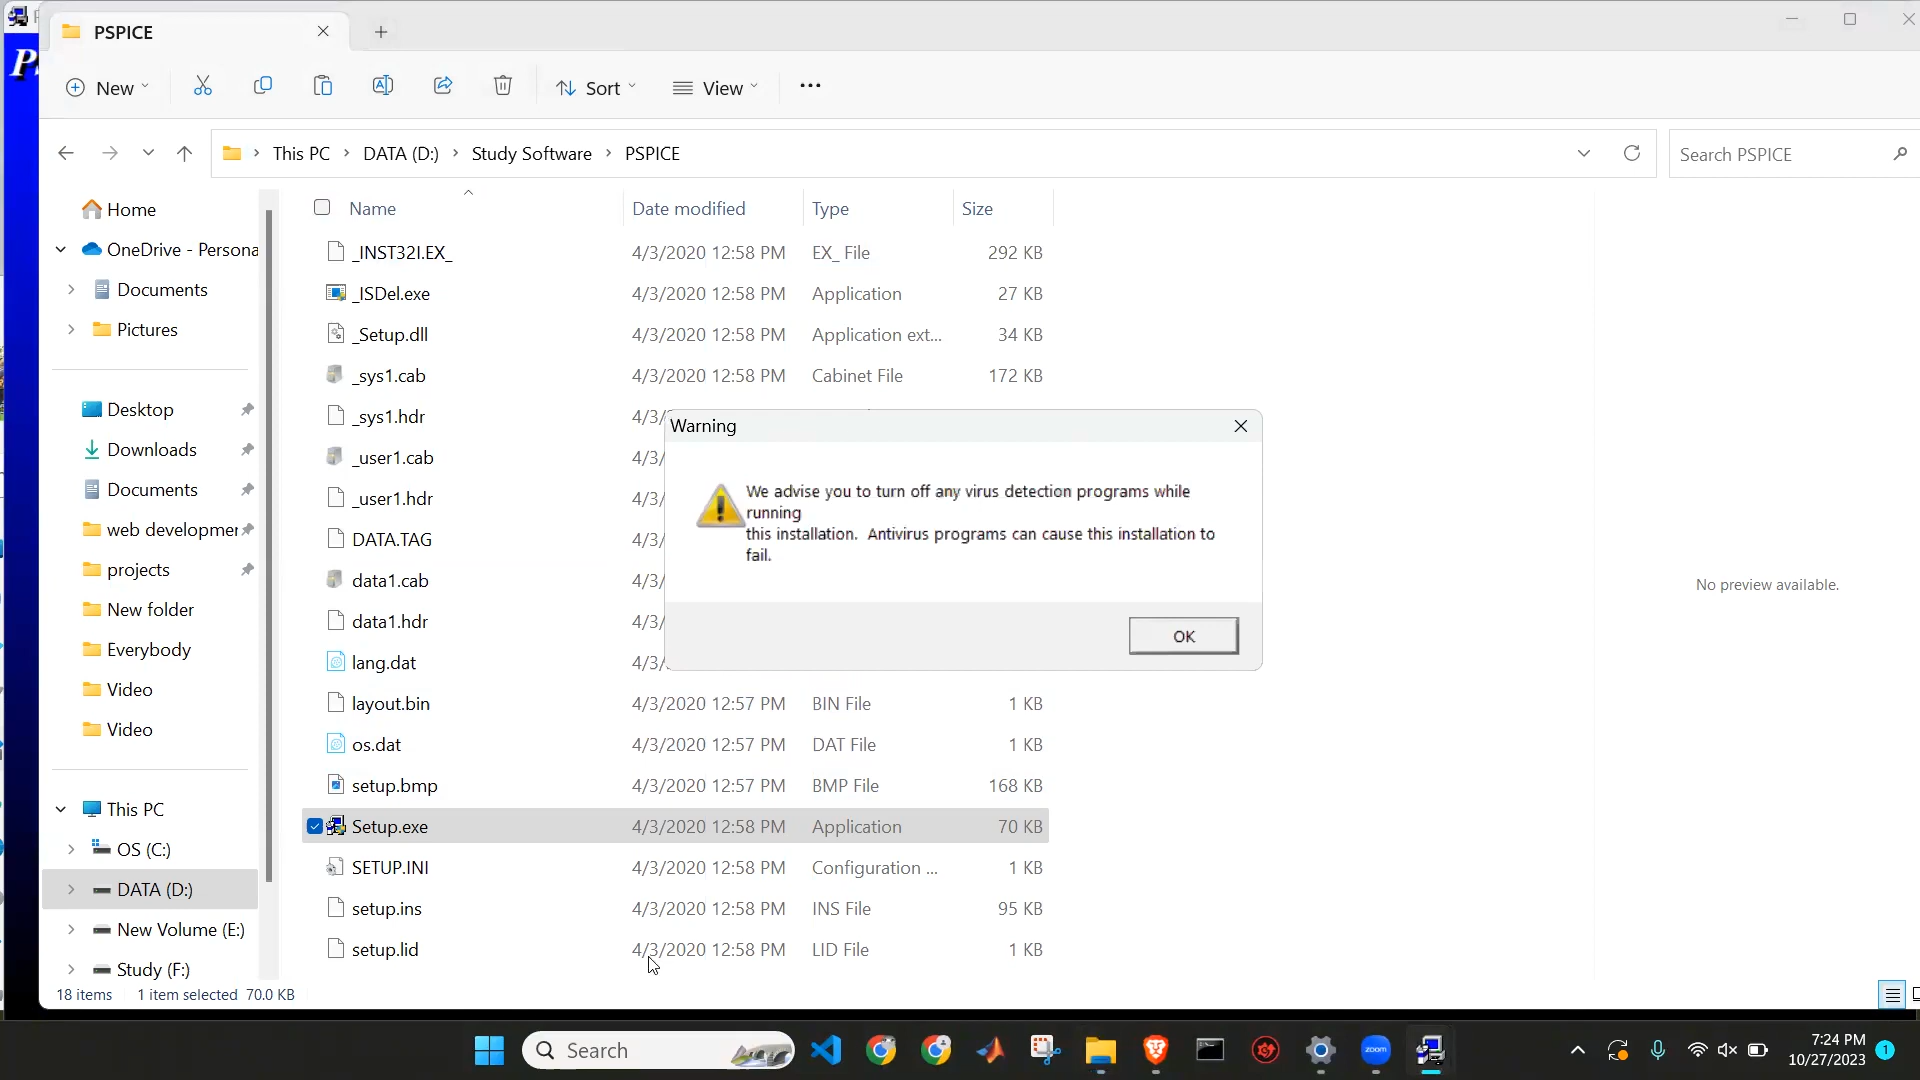 PSPICE
New
Sort
View
This PC
DATA (D:)
Study Software
PSPICE
Search PSPICE
Home
OneDrive - Persona
Documents
Pictures
Desktop
Downloads
Documents
web developmer
projects
New folder
Everybody
Video
Video
This PC
OS (C:)
DATA (D:)
New Volume (E:)
Study (F:)
Name Date modified Type Size
_INST32I.EX_ 4/3/2020 12:58 PM EX_ File 292 KB
_ISDel.exe 4/3/2020 12:58 PM Application 27 KB
_Setup.dll 4/3/2020 12:58 PM Application ext... 34 KB
_sys1.cab 4/3/2020 12:58 PM Cabinet File 172 KB
_sys1.hdr 4/3/
_user1.cab 4/3/
_user1.hdr 4/3/
DATA.TAG 4/3/
data1.cab 4/3/
data1.hdr 4/3/
lang.dat 4/3/
layout.bin 4/3/2020 12:57 PM BIN File 1 KB
os.dat 4/3/2020 12:57 PM DAT File 1 KB
setup.bmp 4/3/2020 12:57 PM BMP File 168 KB
Setup.exe 4/3/2020 12:58 PM Application 70 KB
SETUP.INI 4/3/2020 12:58 PM Configuration ... 1 KB
setup.ins 4/3/2020 12:58 PM INS File 95 KB
setup.lid 4/3/2020 12:58 PM LID File 1 KB
Warning
We advise you to turn off any virus detection programs while
running
this installation. Antivirus programs can cause this installation to
fail.
OK
No preview available.
18 items 1 item selected 70.0 KB
Search
zoom
7:24 PM
10/27/2023
1